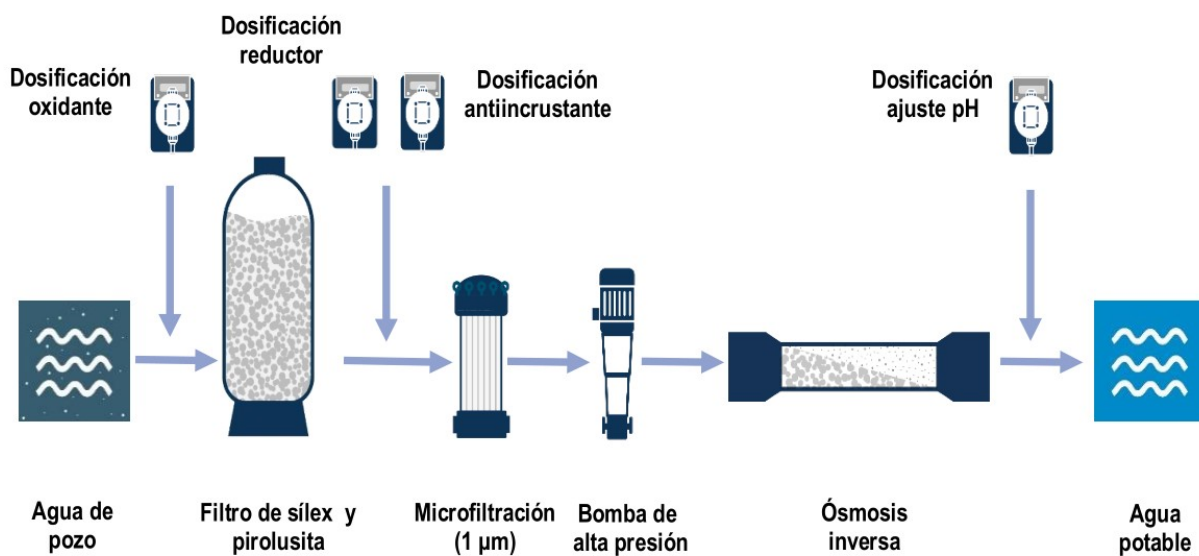 Dosificación
oxidante
Dosificación
reductor
Dosificación
antiincrustante
Dosificación
ajuste pH
Agua de
pozo
Filtro de sílex y
pirolusita
Microfiltración
(1 µm)
Bomba de
alta presión
Ósmosis
inversa
Agua
potable